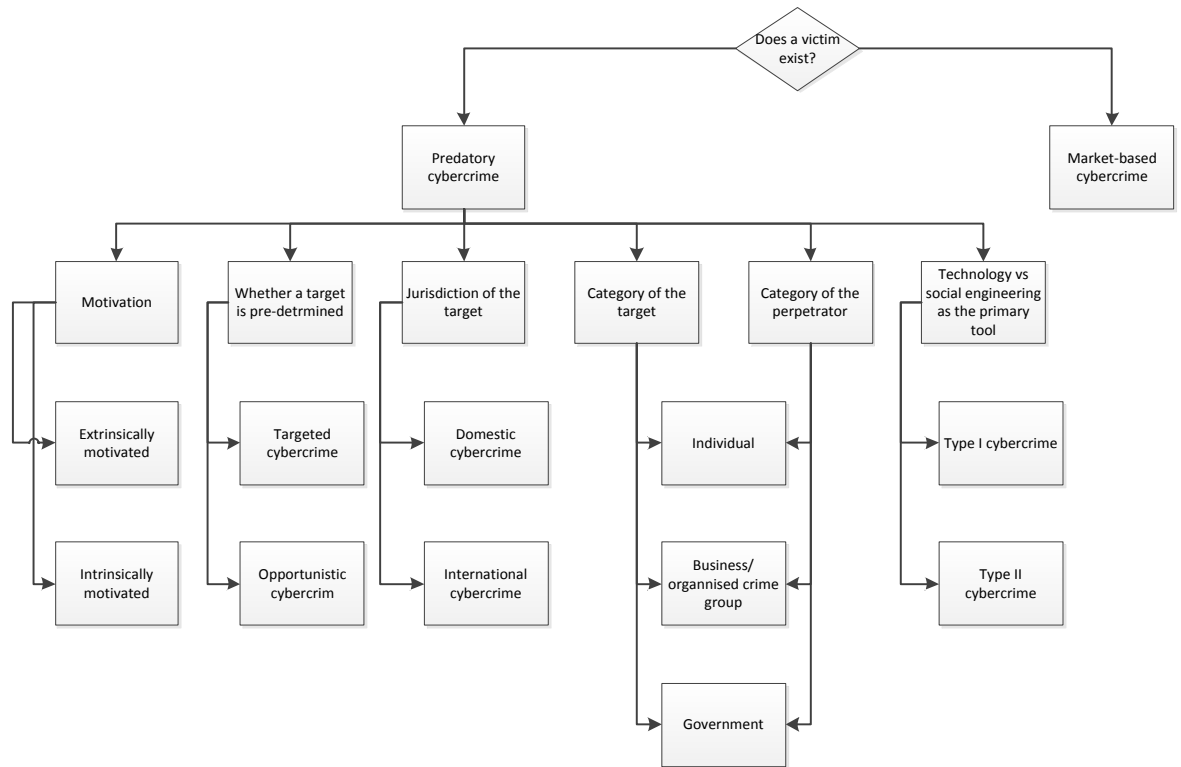 Does a victim
exist?
Predatory
cybercrime
Market-based
cybercrime
Motivation
Whether a target
is pre-detrmined
Jurisdiction of the
target
Category of the
target
Category of the
perpetrator
Technology vs
social engineering
as the primary
tool
Extrinsically
motivated
Targeted
cybercrime
Domestic
cybercrime
Individual
Type I cybercrime
Intrinsically
motivated
Opportunistic
cybercrim
International
cybercrime
Business/
organnised crime
group
Type II
cybercrime
Government